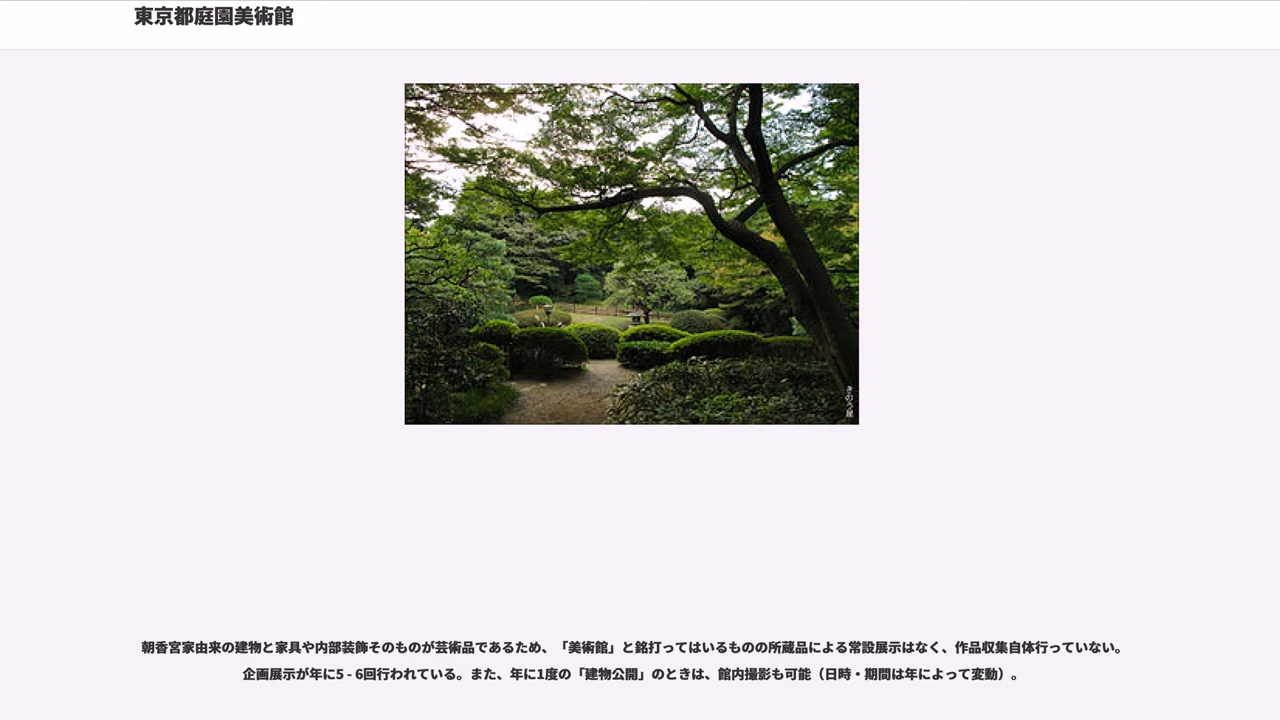 東京都庭園美術館
きのう屋
朝香宮家由来の建物と家具や内部装飾そのものが芸術品であるため、「美術館」と銘打ってはいるものの所蔵品による常設展示はなく、作品収集自体行っていない。
企画展示が年に5 - 6回行われている。また、年に1度の「建物公開」のときは、館内撮影も可能（日時・期間は年によって変動）。